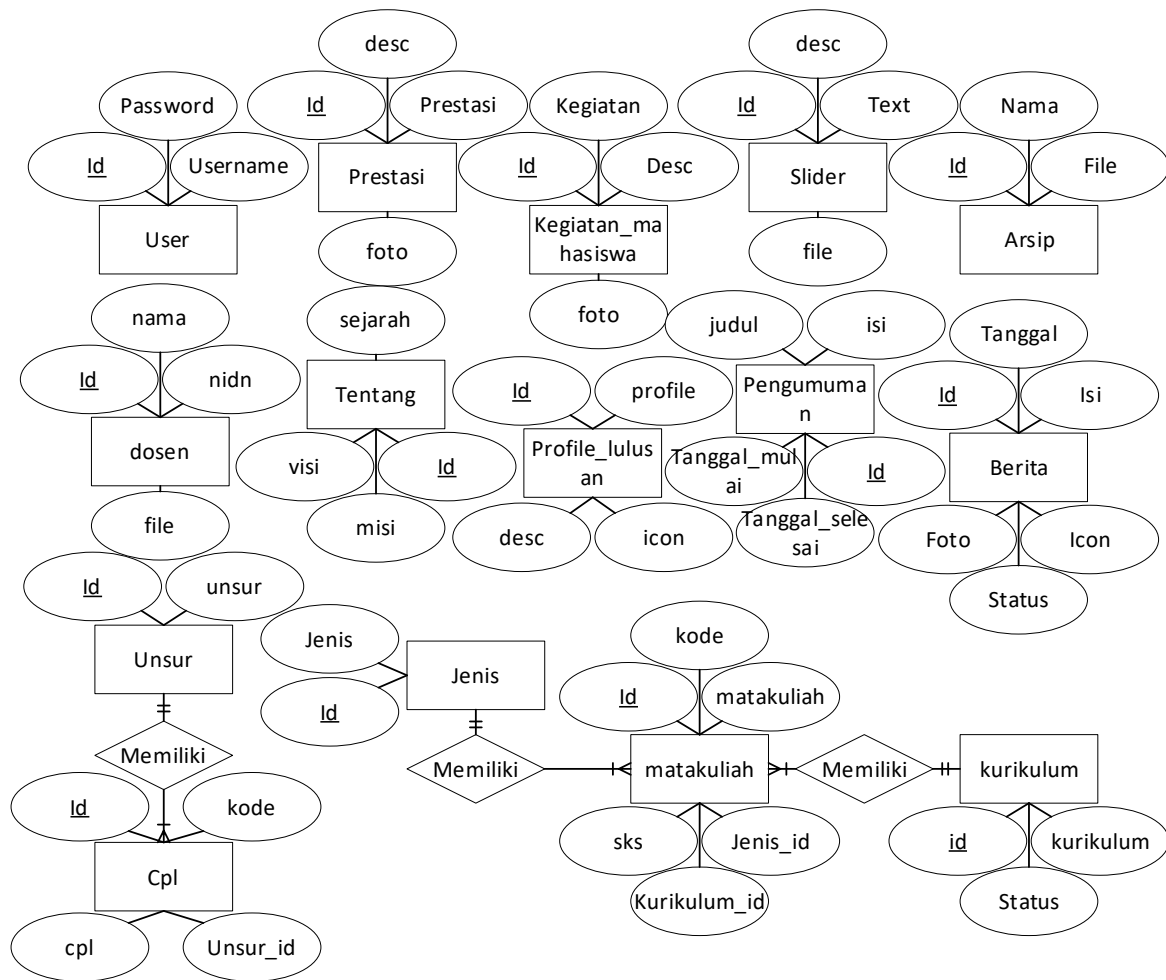 desc
Id
Prestasi
Prestasi
foto
Password
Id
Username
User
Kegiatan
Id
Desc
Kegiatan_ma
hasiswa
foto
desc
Id
Text
Slider
file
Nama
Id
File
Arsip
nama
Id
nidn
dosen
file
sejarah
Tentang
visi
Id
misi
Id
profile
Profile_lulus
an
desc
icon
judul
isi
Pengumuma
n
Tanggal_mul
ai
Id
Tanggal_sele
sai
Tanggal
Id
Isi
Berita
Foto
Icon
Status
Id
unsur
Unsur
Memiliki
Id
kode
Cpl
cpl
Unsur_id
Jenis
Id
Jenis
Memiliki
kode
Id
matakuliah
matakuliah
sks
Jenis_id
Kurikulum_id
Memiliki
kurikulum
id
kurikulum
Status